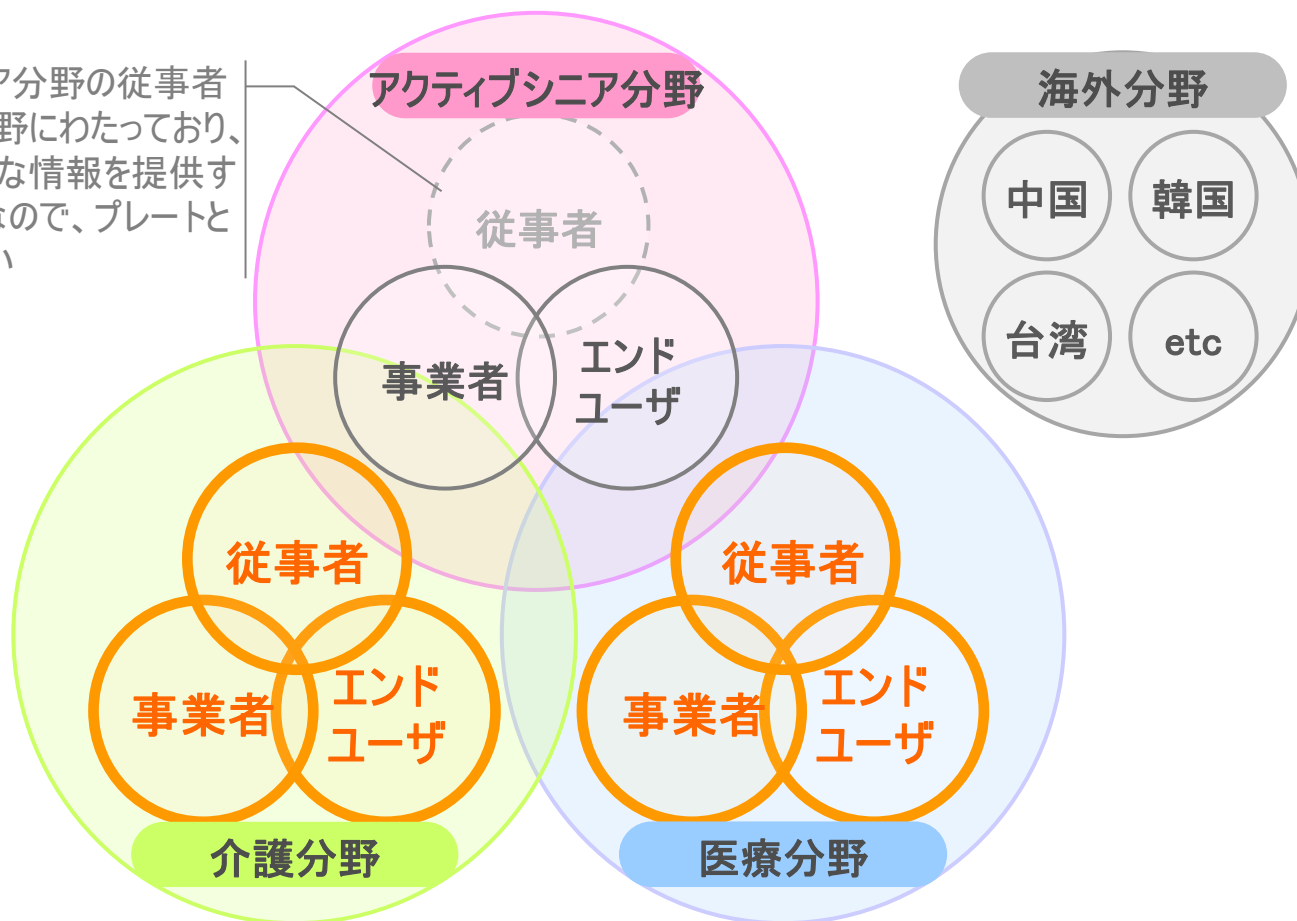 ア分野の従事者
野にわたっており、
な情報を提供す
なので、プレートと
い
アクティブシニア分野
従事者
事業者
エンド
ユーザ
海外分野
中国
韓国
台湾
etc
従事者
事業者
エンド
ユーザ
介護分野
従事者
事業者
エンド
ユーザ
医療分野